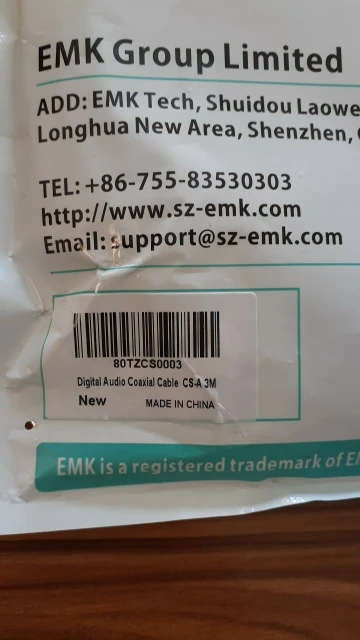 EMK Group Limited
ADD: EMK Tech, Shuidou Laowe
Longhua New Area, Shenzhen,
TEL: +86-755-83530303
http://www.sz-emk.com
Email: support@sz-emk.com
80TZCS0003
Digital Audio Coaxial Cable CS-A 3M
New MADE IN CHINA
EMK is a registered trademark of E